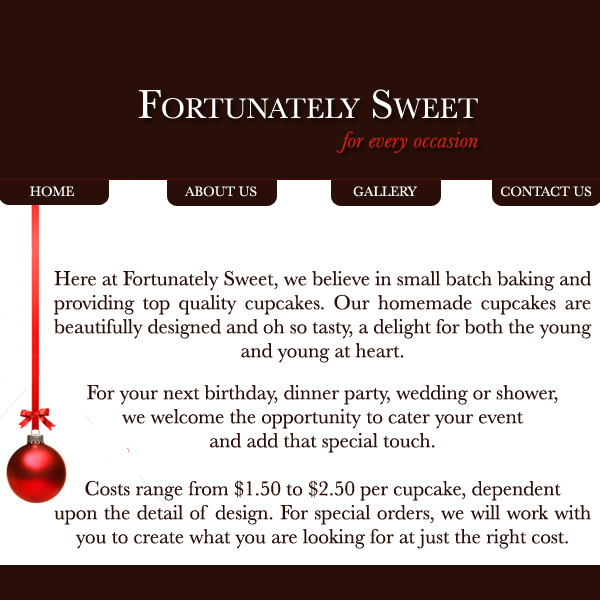 FORTUNATELY SWEET
for every occasion
HOME ABOUT US GALLERY CONTACT US
Here at Fortunately Sweet, we believe in small batch baking and
providing top quality cupcakes. Our homemade cupcakes are
beautifully designed and oh so tasty, a delight for both the young
and young at heart.
For your next birthday, dinner party, wedding or shower,
we welcome the opportunity to cater your event
and add that special touch.
Costs range from $1.50 to $2.50 per cupcake, dependent
upon the detail of design. For special orders, we will work with
you to create what you are looking for at just the right cost.